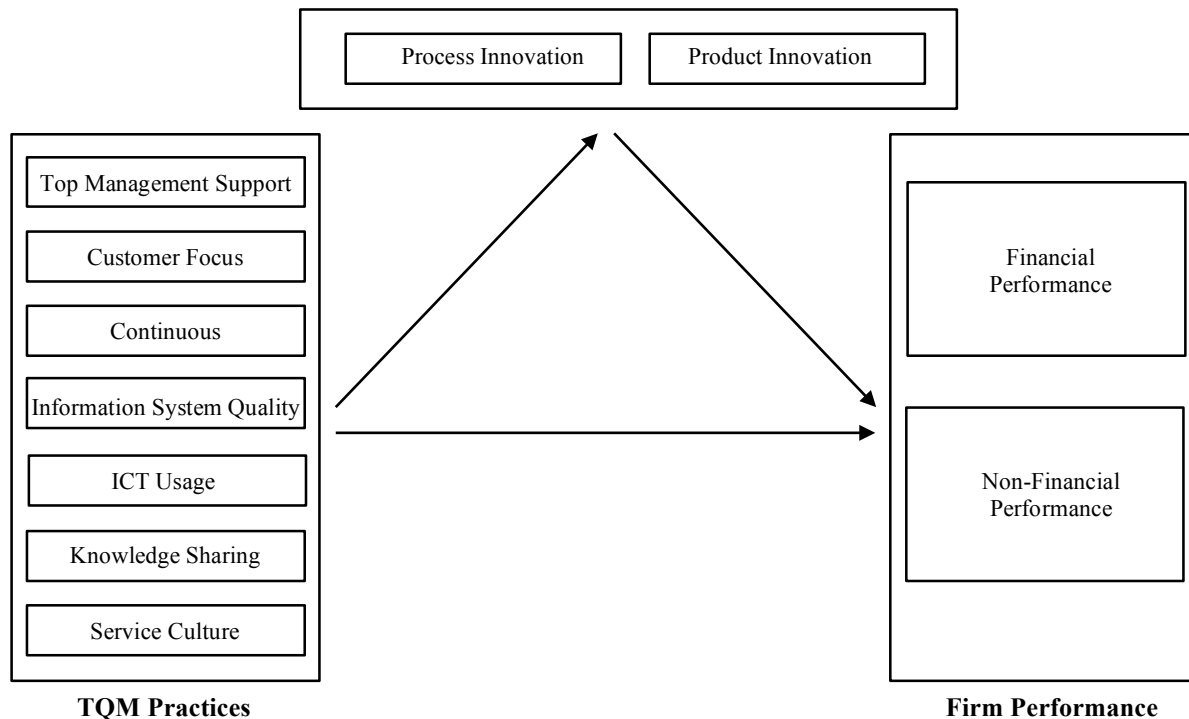 Process Innovation
Product Innovation
Top Management Support
Customer Focus
Continuous
Information System Quality
ICT Usage
Knowledge Sharing
Service Culture
TQM Practices
Financial
Performance
Non-Financial
Performance
Firm Performance